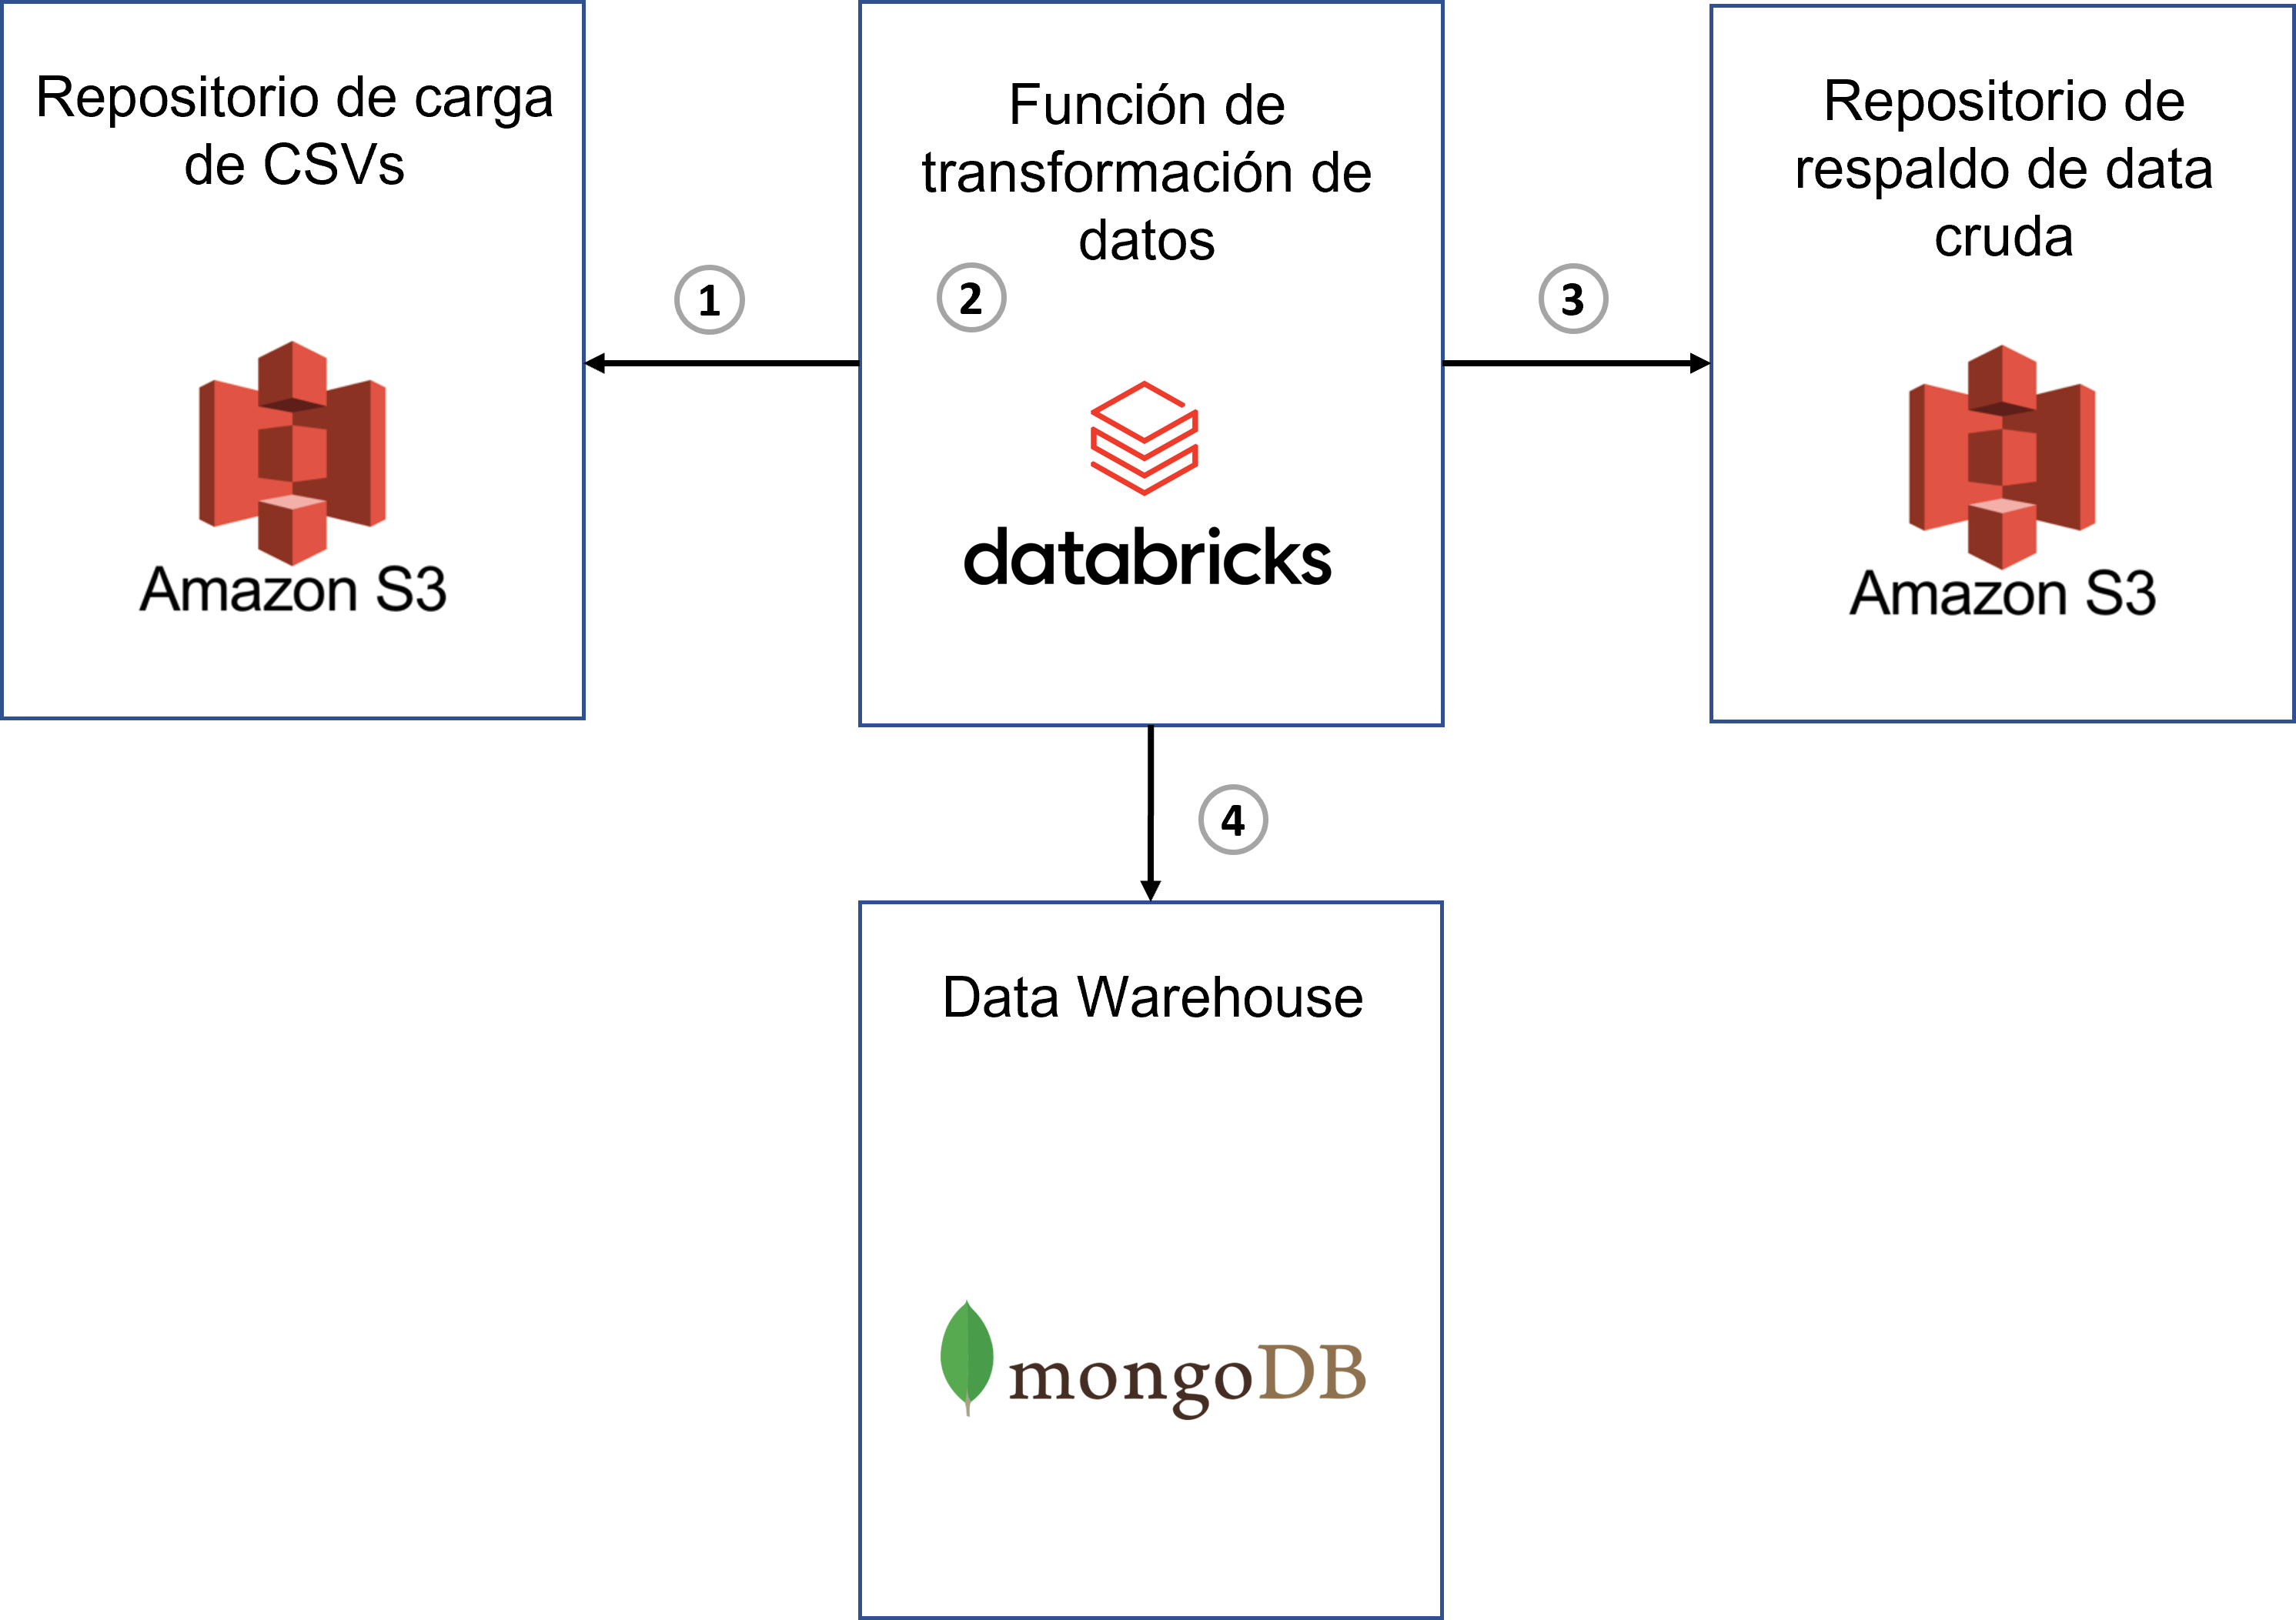 Repositorio de carga
de CSVs
Amazon S3
1
Función de
transformación de
datos
2
databricks
3
Repositorio de
respaldo de data
cruda
Amazon S3
4
Data Warehouse
mongoDB